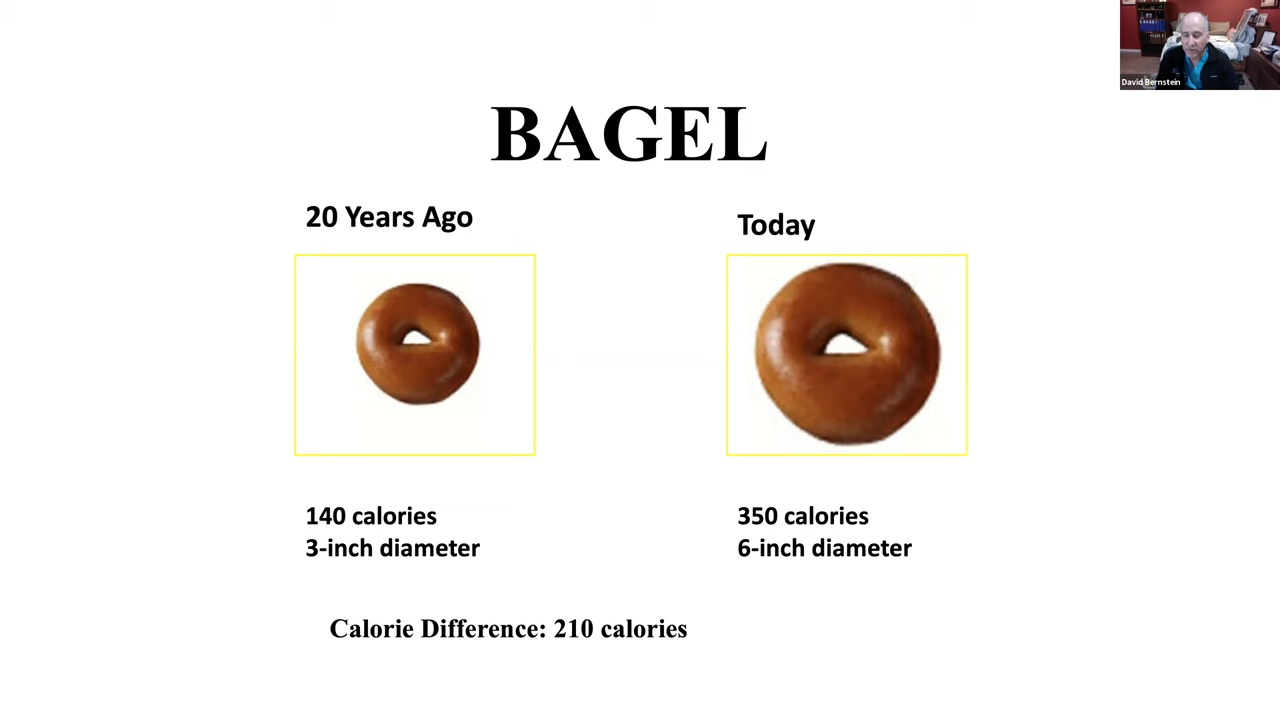 David Bernstein
BAGEL
20 Years Ago
Today
140 calories
3-inch diameter
350 calories
6-inch diameter
Calorie Difference: 210 calories